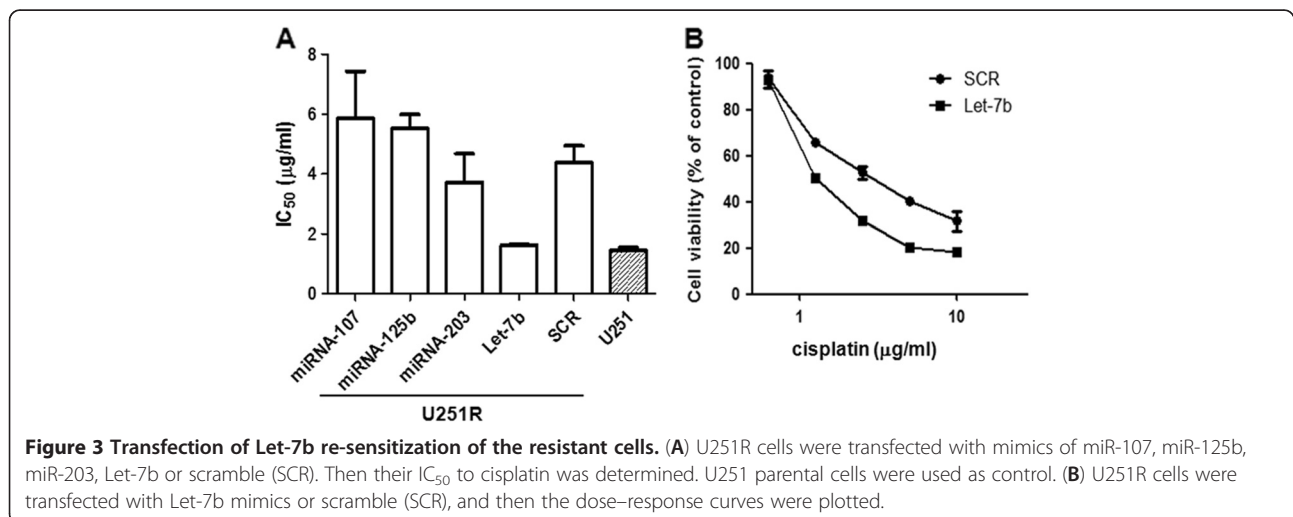 A
IC50 (µg/ml)
8
6
4
2
0
miRNA-107
miRNA-125b
miRNA-203
Let-7b
SCR
U251
U251R
B
Cell viability (% of control)
100
80
60
40
20
0
SCR
Let-7b
1
10
cisplatin (µg/ml)
Figure 3 Transfection of Let-7b re-sensitization of the resistant cells. (A) U251R cells were transfected with mimics of miR-107, miR-125b,
miR-203, Let-7b or scramble (SCR). Then their IC50 to cisplatin was determined. U251 parental cells were used as control. (B) U251R cells were
transfected with Let-7b mimics or scramble (SCR), and then the dose–response curves were plotted.